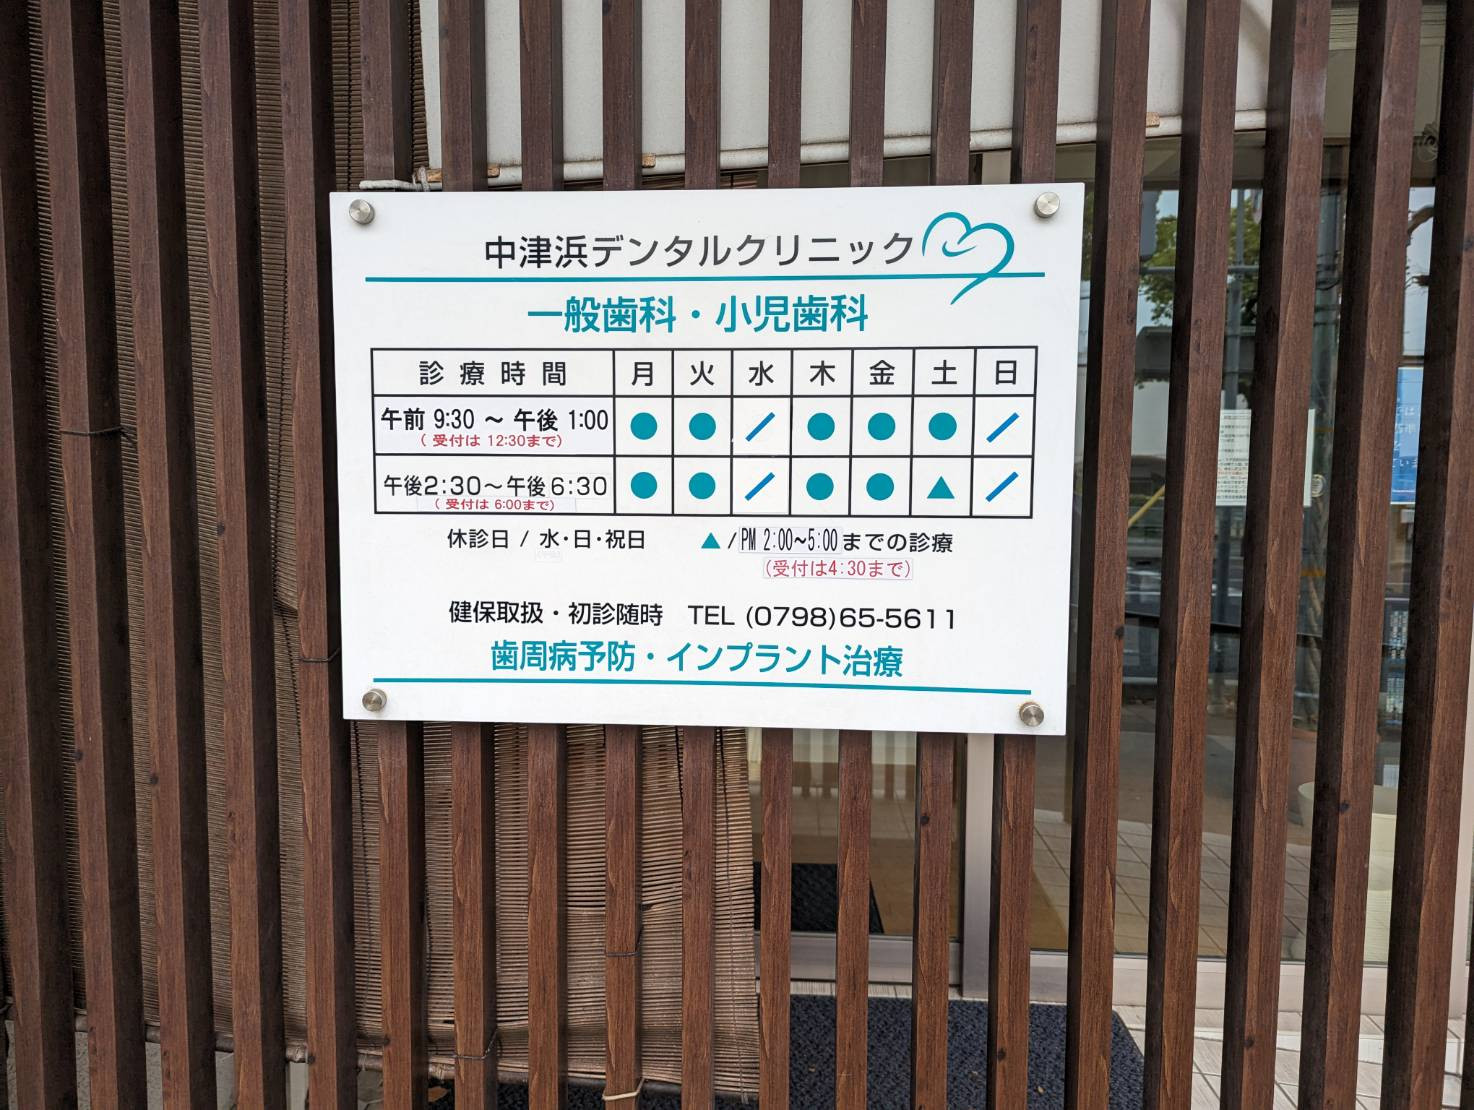 中津浜デンタルクリニック
一般歯科・小児歯科
診療時間 月 火 水 木 金 土 日
午前 9:30 〜 午後 1:00 ● ● / ● ● ● /
(受付は 12:30まで)
午後2:30〜午後6:30 ● ● / ● ● ▲ /
(受付は 6:00まで)
休診日 / 水・日・祝日 ▲ / PM 2:00〜5:00 までの診療
(受付は4:30まで)
健保取扱・初診随時 TEL (0798)65-5611
歯周病予防・インプラント治療